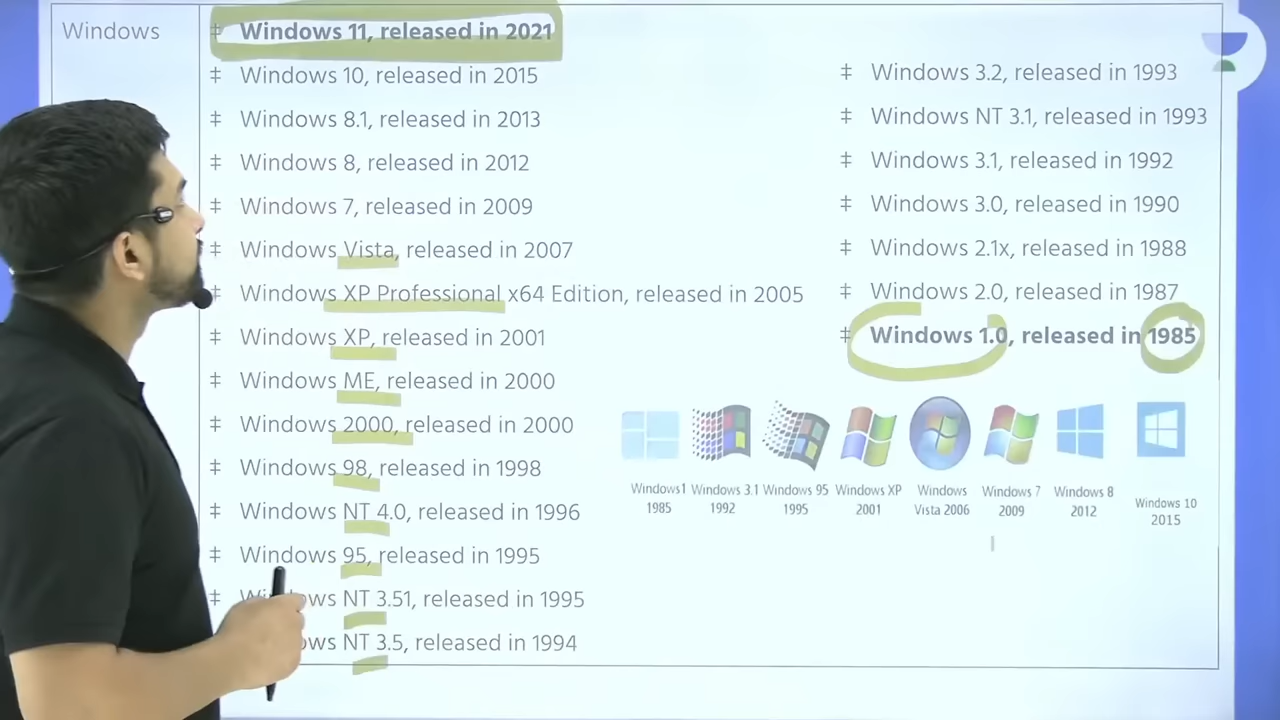 Windows
‡ Windows 11, released in 2021
‡ Windows 10, released in 2015
‡ Windows 8.1, released in 2013
‡ Windows 8, released in 2012
‡ Windows 7, released in 2009
‡ Windows Vista, released in 2007
‡ Windows XP Professional x64 Edition, released in 2005
‡ Windows XP, released in 2001
‡ Windows ME, released in 2000
‡ Windows 2000, released in 2000
‡ Windows 98, released in 1998
‡ Windows NT 4.0, released in 1996
‡ Windows 95, released in 1995
‡ ows NT 3.51, released in 1995
ows NT 3.5, released in 1994
‡ Windows 3.2, released in 1993
‡ Windows NT 3.1, released in 1993
‡ Windows 3.1, released in 1992
‡ Windows 3.0, released in 1990
‡ Windows 2.1x, released in 1988
‡ Windows 2.0, released in 1987
‡ Windows 1.0, released in 1985
Windows1
1985
Windows 3.1
1992
Windows 95
1995
Windows XP
2001
Windows
Vista 2006
Windows 7
2009
Windows 8
2012
Windows 10
2015